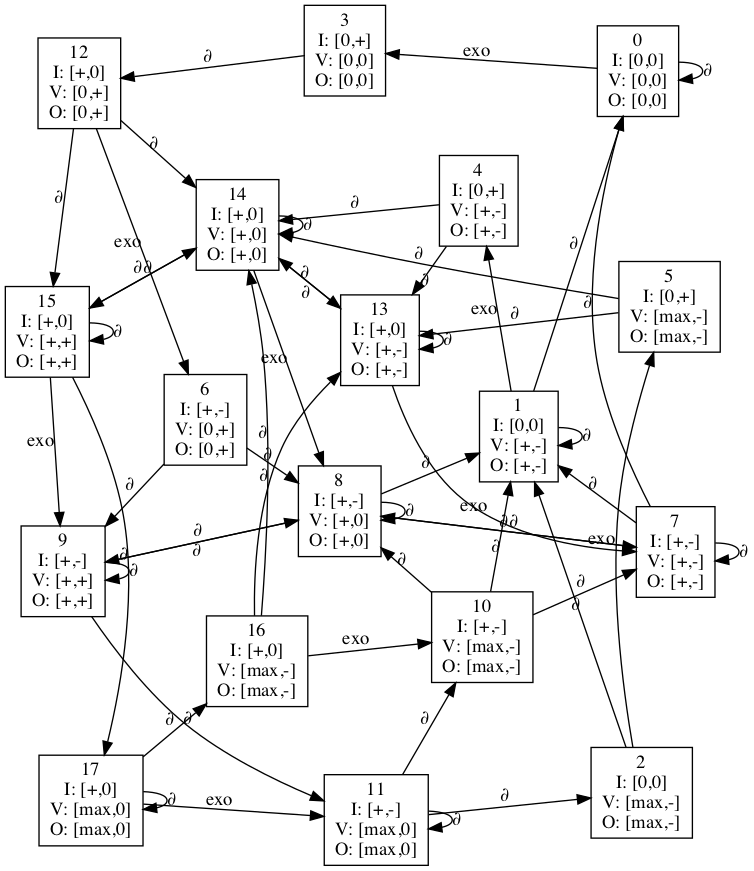 3
I: [0,+]
V: [0,0]
O: [0,0]
0
I: [0,0]
V: [0,0]
O: [0,0]
12
I: [+,0]
V: [0,+]
O: [0,+]
∂
exo
∂
∂
∂
exo
14
I: [+,0]
V: [+,0]
O: [+,0]
∂
4
I: [0,+]
V: [+,-]
O: [+,-]
∂
∂
∂
5
I: [0,+]
V: [max,-]
O: [max,-]
15
I: [+,0]
V: [+,+]
O: [+,+]
∂
∂∂
∂
∂
13
I: [+,0]
V: [+,-]
O: [+,-]
∂
∂
exo
∂
∂
exo
6
I: [+,-]
V: [0,+]
O: [0,+]
1
I: [0,0]
V: [+,-]
O: [+,-]
∂
exo
∂
∂
∂
∂
8
I: [+,-]
V: [+,0]
O: [+,0]
∂
∂
∂
exo
7
I: [+,-]
V: [+,-]
O: [+,-]
∂
9
I: [+,-]
V: [+,+]
O: [+,+]
∂
∂
∂
∂
∂∂
exo
∂
∂
10
I: [+,-]
V: [max,-]
O: [max,-]
∂
∂
16
I: [+,0]
V: [max,-]
O: [max,-]
exo
∂
∂
∂
17
I: [+,0]
V: [max,0]
O: [max,0]
∂
exo
11
I: [+,-]
V: [max,0]
O: [max,0]
∂
∂
2
I: [0,0]
V: [max,-]
O: [max,-]